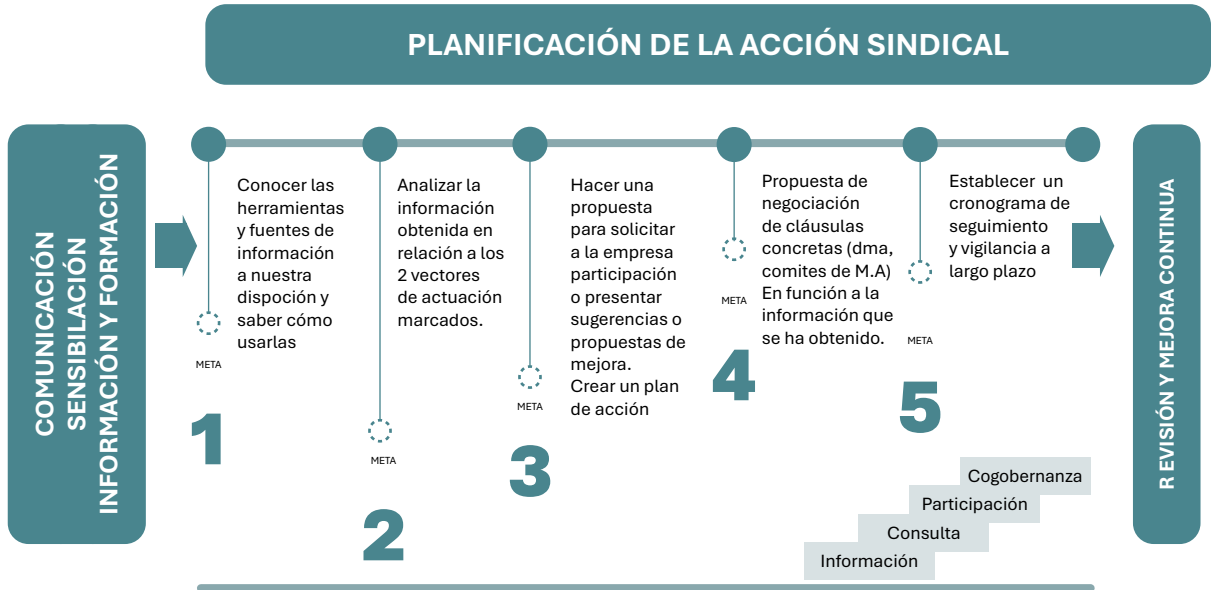 PLANIFICACIÓN DE LA ACCIÓN SINDICAL
COMUNICACIÓN
SENSIBILACIÓN
INFORMACIÓN Y FORMACIÓN
Conocer las
herramientas
y fuentes de
información
a nuestra
dispoción y
saber cómo
usarlas
META
1
Analizar la
información
obtenida en
relación a los
2 vectores
de actuación
marcados.
META
2
Hacer una
propuesta
para solicitar
a la empresa
participación
o presentar
sugerencias o
propuestas de
mejora.
Crear un plan
de acción
META
3
Propuesta de
negociación
de cláusulas
concretas (dma,
comites de M.A)
En función a la
información que
se ha obtenido.
META
4
Establecer un
cronograma de
seguimiento
y vigilancia a
largo plazo
META
5
Cogobernanza
Participación
Consulta
Información
R EVISIÓN Y MEJORA CONTINUA